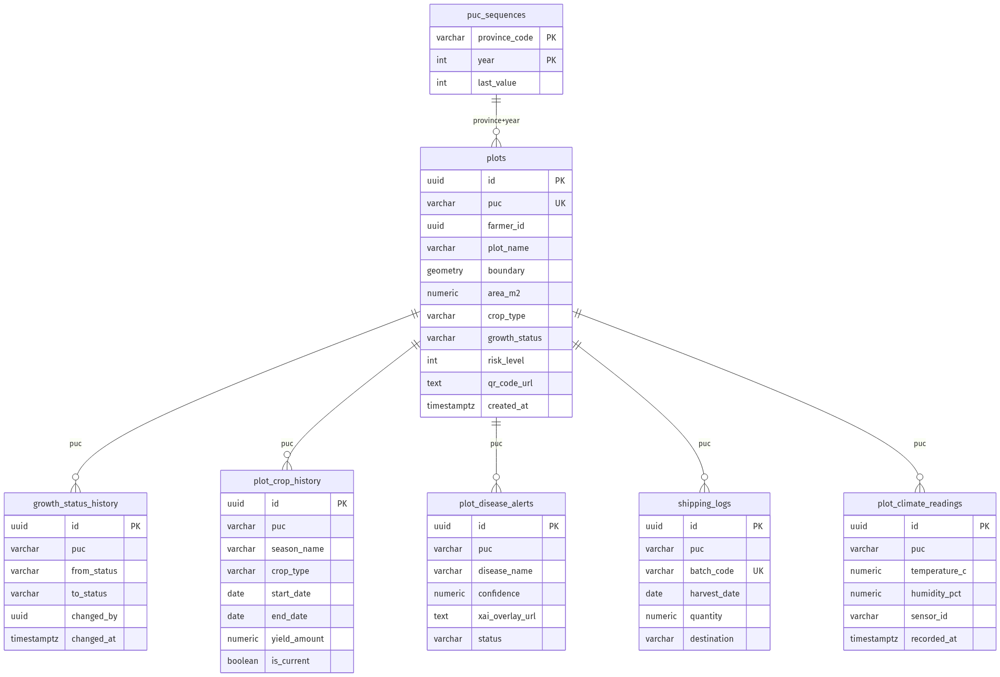 puc_sequences
varchar province_code PK
int year PK
int last_value
province+year
plots
uuid id PK
varchar puc UK
uuid farmer_id
varchar plot_name
geometry boundary
numeric area_m2
varchar crop_type
varchar growth_status
int risk_level
text qr_code_url
timestamptz created_at
puc
puc
puc
puc
puc
growth_status_history
uuid id PK
varchar puc
varchar from_status
varchar to_status
uuid changed_by
timestamptz changed_at
plot_crop_history
uuid id PK
varchar puc
varchar season_name
varchar crop_type
date start_date
date end_date
numeric yield_amount
boolean is_current
plot_disease_alerts
uuid id PK
varchar puc
varchar disease_name
numeric confidence
text xai_overlay_url
varchar status
shipping_logs
uuid id PK
varchar puc
varchar batch_code UK
date harvest_date
numeric quantity
varchar destination
plot_climate_readings
uuid id PK
varchar puc
numeric temperature_c
numeric humidity_pct
varchar sensor_id
timestamptz recorded_at